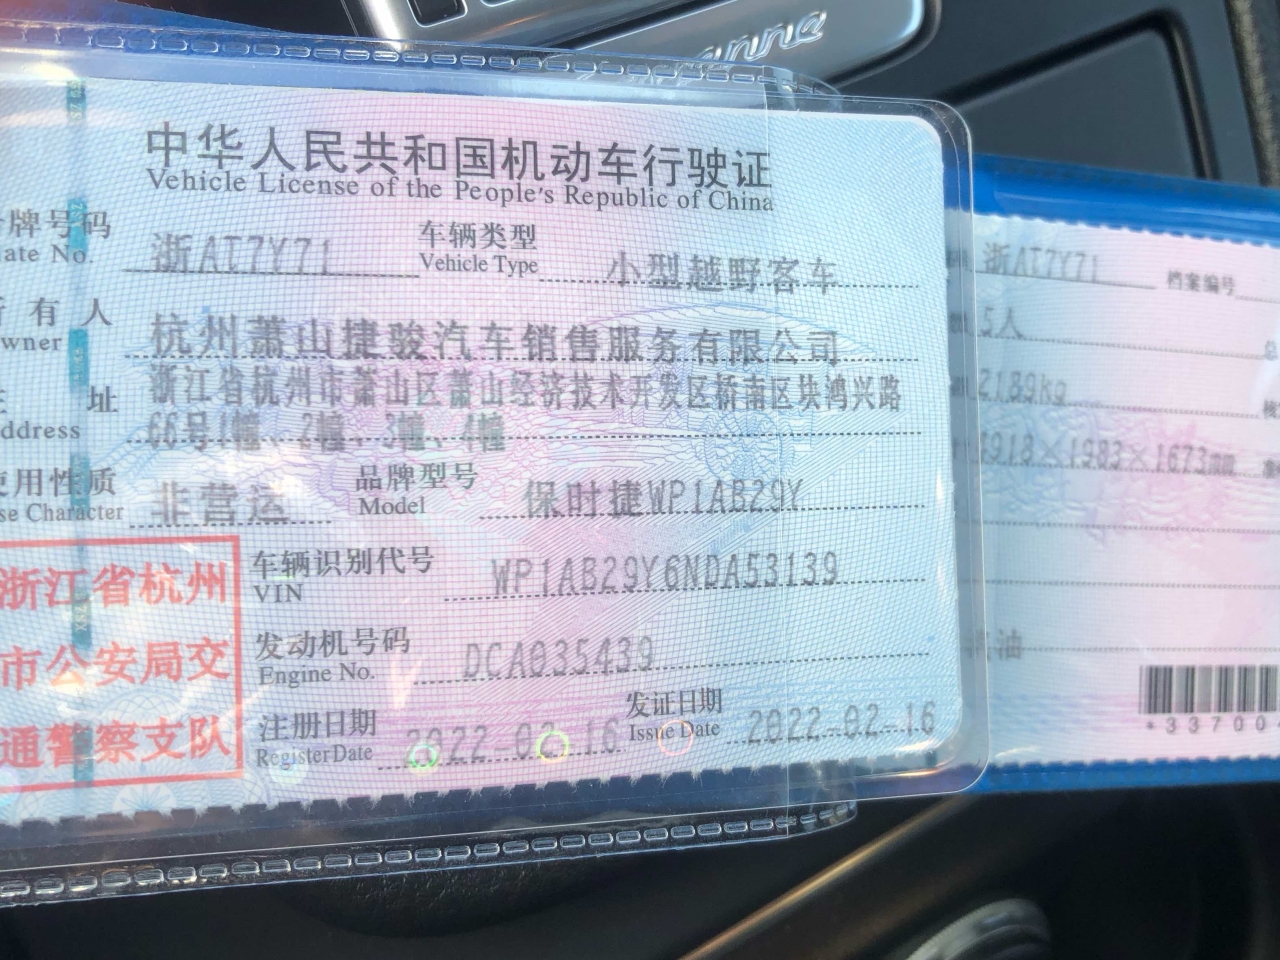 enne
中华人民共和国机动车行驶证
Vehicle License of the People's Republic of China
牌号码
ate No.
浙AT7Y71
车辆类型
Vehicle Type
小型越野客车
有人
wner
杭州萧山捷骏汽车销售服务有限公司
址
ddress
浙江省杭州市萧山区萧山经济技术开发区桥南区块鸿兴路
66号1幢、2幢、3幢、4幢
使用性质
se Character
非营运
品牌型号
Model
保时捷WP1AB29Y
浙江省杭州
市公安局交
通警察支队
车辆识别代号
VIN
WP1AB29Y6NDA53139
发动机号码
Engine No.
DCA035439
注册日期
Register Date
2022-02-16
发证日期
Issue Date
2022-02-16
浙AT7Y71
档案编号
5人
2189kg
4918×1983×1673mm
汽油
*33700